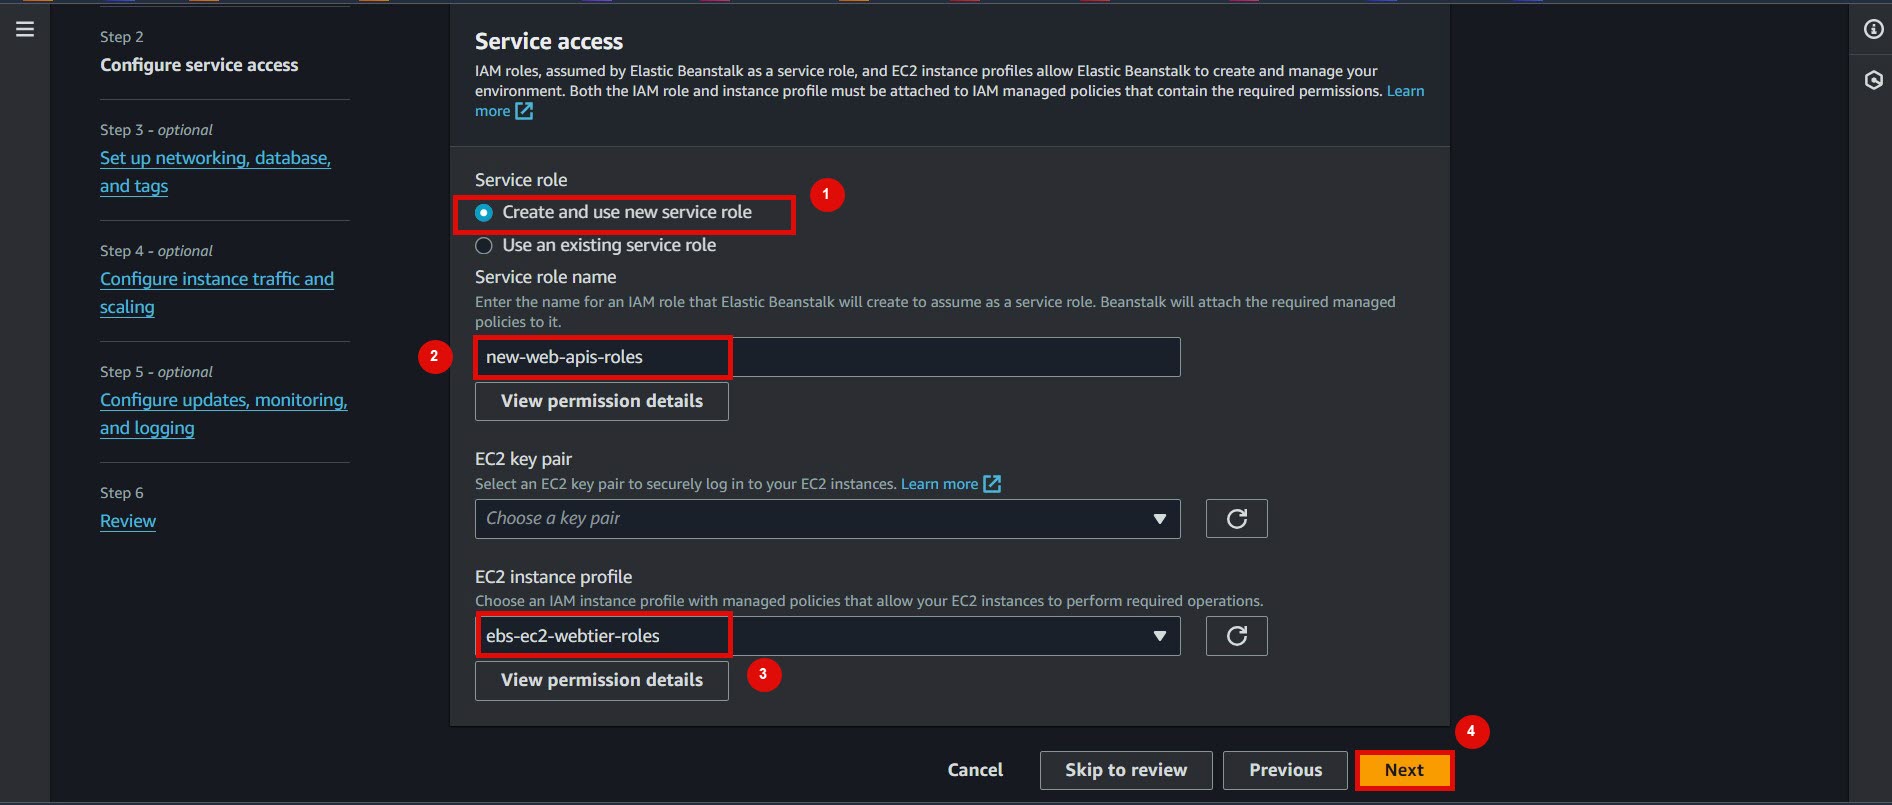 Step 2
Configure service access
Step 3 - optional
Set up networking, database,
and tags
Step 4 - optional
Configure instance traffic and
scaling
Step 5 - optional
Configure updates, monitoring,
and logging
Step 6
Review
Service access
IAM roles, assumed by Elastic Beanstalk as a service role, and EC2 instance profiles allow Elastic Beanstalk to create and manage your
environment. Both the IAM role and instance profile must be attached to IAM managed policies that contain the required permissions. Learn
more
Service role
1
Create and use new service role
Use an existing service role
Service role name
Enter the name for an IAM role that Elastic Beanstalk will create to assume as a service role. Beanstalk will attach the required managed
policies to it.
2
new-web-apis-roles
View permission details
EC2 key pair
Select an EC2 key pair to securely log in to your EC2 instances. Learn more
Choose a key pair
EC2 instance profile
Choose an IAM instance profile with managed policies that allow your EC2 instances to perform required operations.
ebs-ec2-webtier-roles
View permission details
3
4
Cancel
Skip to review
Previous
Next